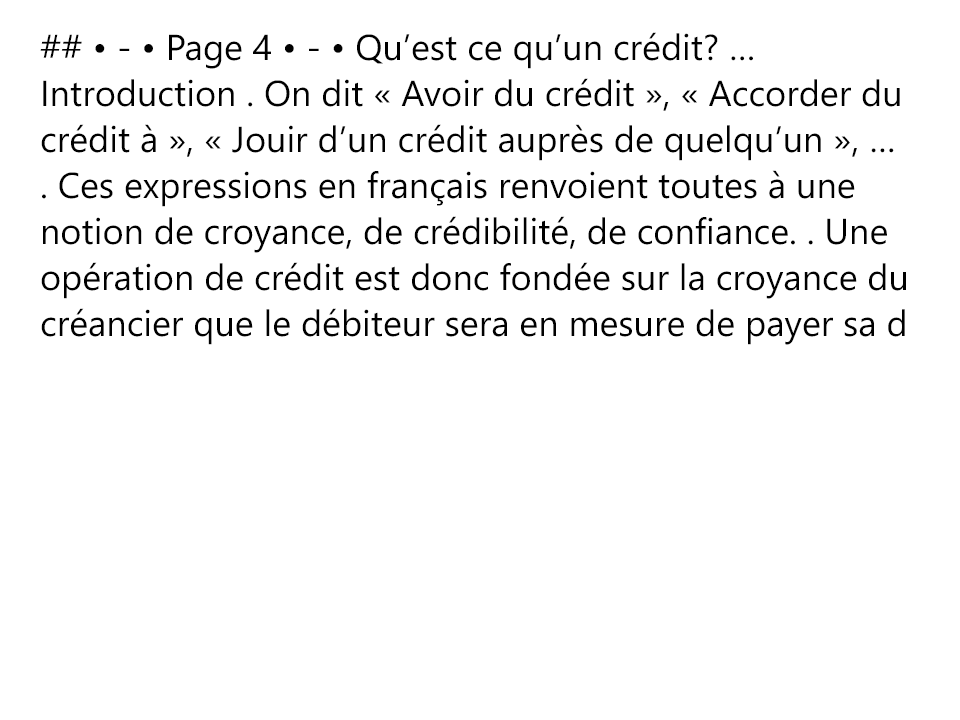 ## • - • Page 4 • - • Qu’est ce qu’un crédit? ...
Introduction . On dit « Avoir du crédit », « Accorder du
crédit à », « Jouir d’un crédit auprès de quelqu’un », ...
. Ces expressions en français renvoient toutes à une
notion de croyance, de crédibilité, de confiance. . Une
opération de crédit est donc fondée sur la croyance du
créancier que le débiteur sera en mesure de payer sa d